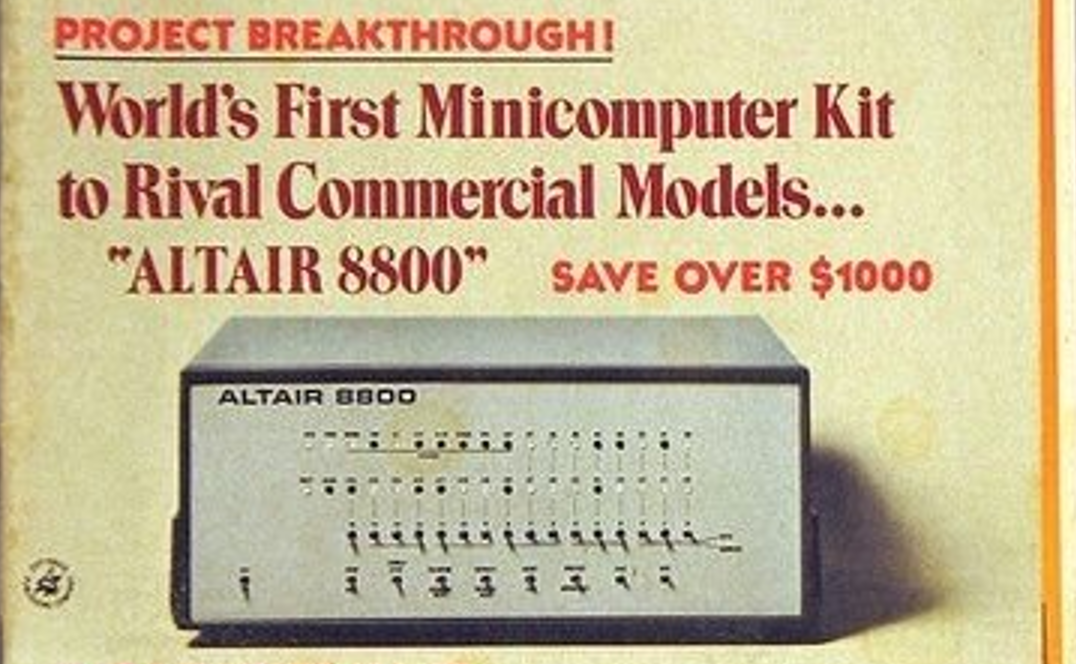 PROJECT BREAKTHROUGH!
World's First Minicomputer Kit
to Rival Commercial Models...
"ALTAIR 8800" SAVE OVER $1000
ALTAIR 8800